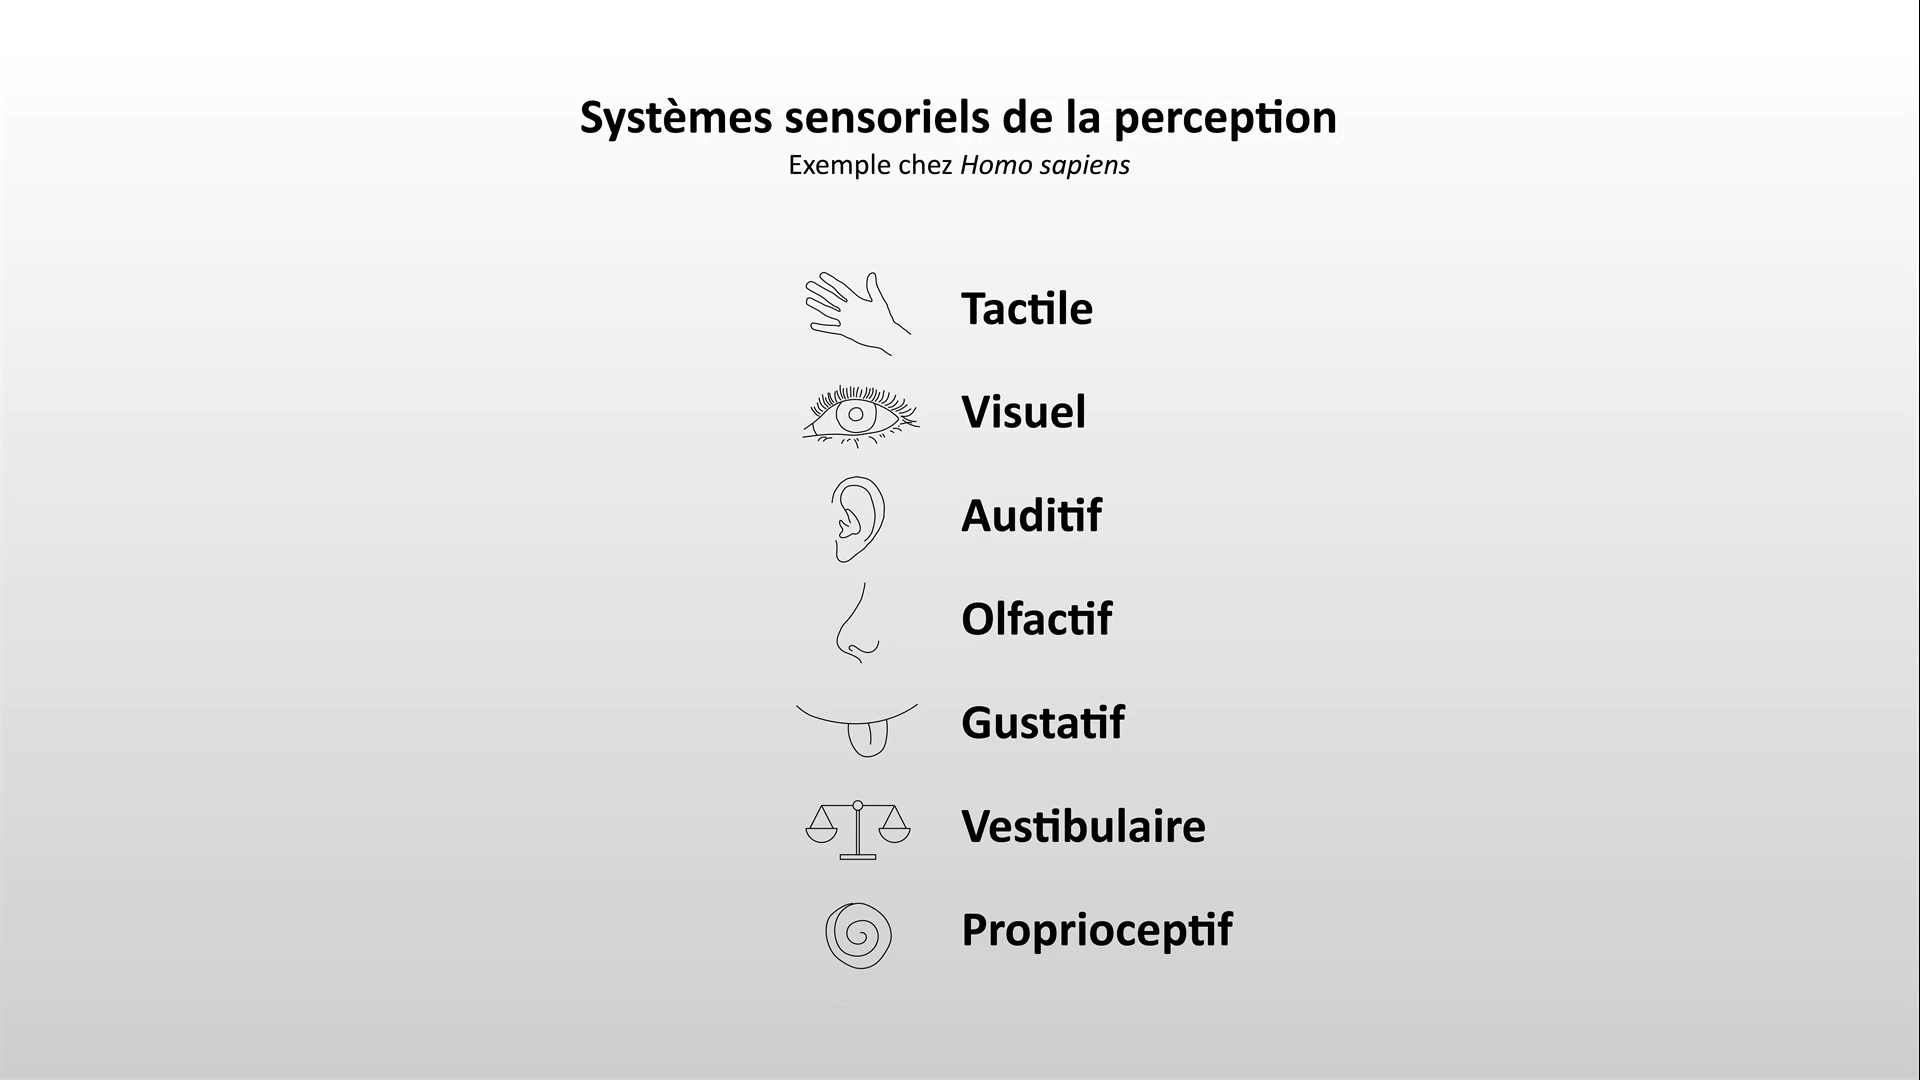 Systèmes sensoriels de la perception
Exemple chez Homo sapiens
Tactile
Visuel
Auditif
Olfactif
Gustatif
Vestibulaire
Proprioceptif